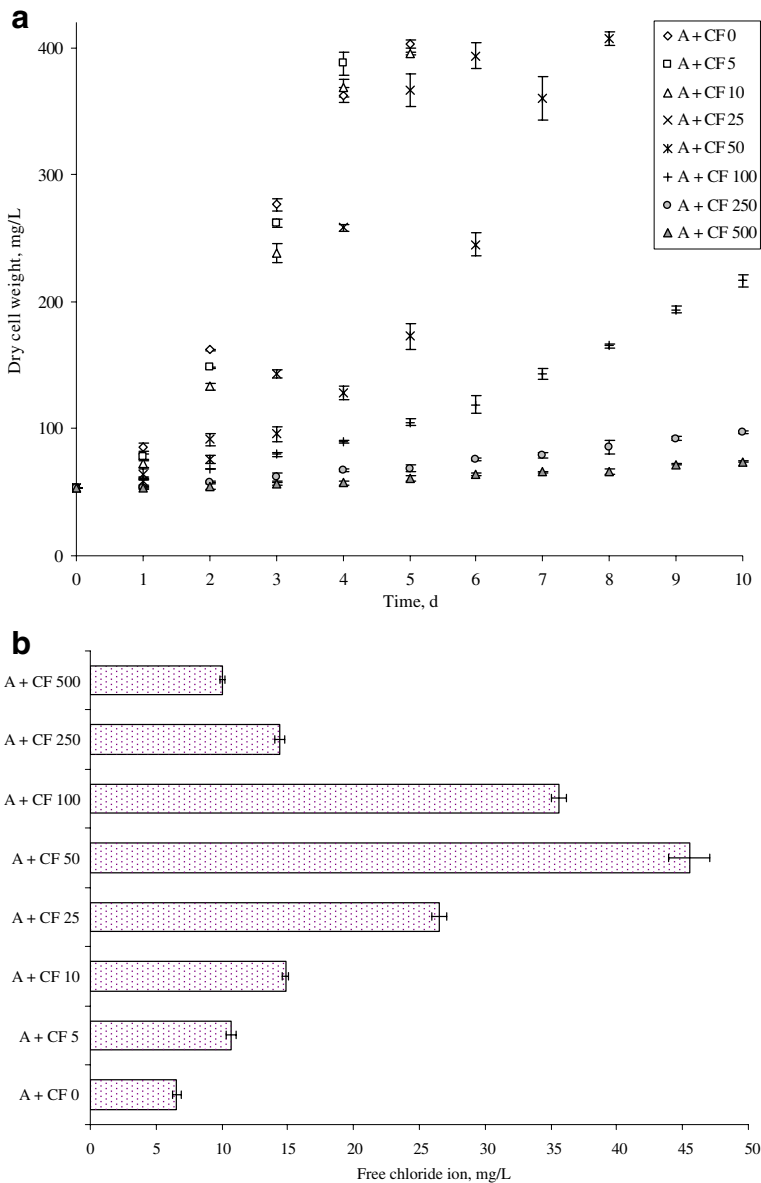 a
400
300
200
100
0
Dry cell weight, mg/L
A + CF 0
A + CF 5
A + CF 10
A + CF 25
A + CF 50
A + CF 100
A + CF 250
A + CF 500
0 1 2 3 4 5 6 7 8 9 10
Time, d
b
A + CF 500
A + CF 250
A + CF 100
A + CF 50
A + CF 25
A + CF 10
A + CF 5
A + CF 0
0 5 10 15 20 25 30 35 40 45 50
Free chloride ion, mg/L